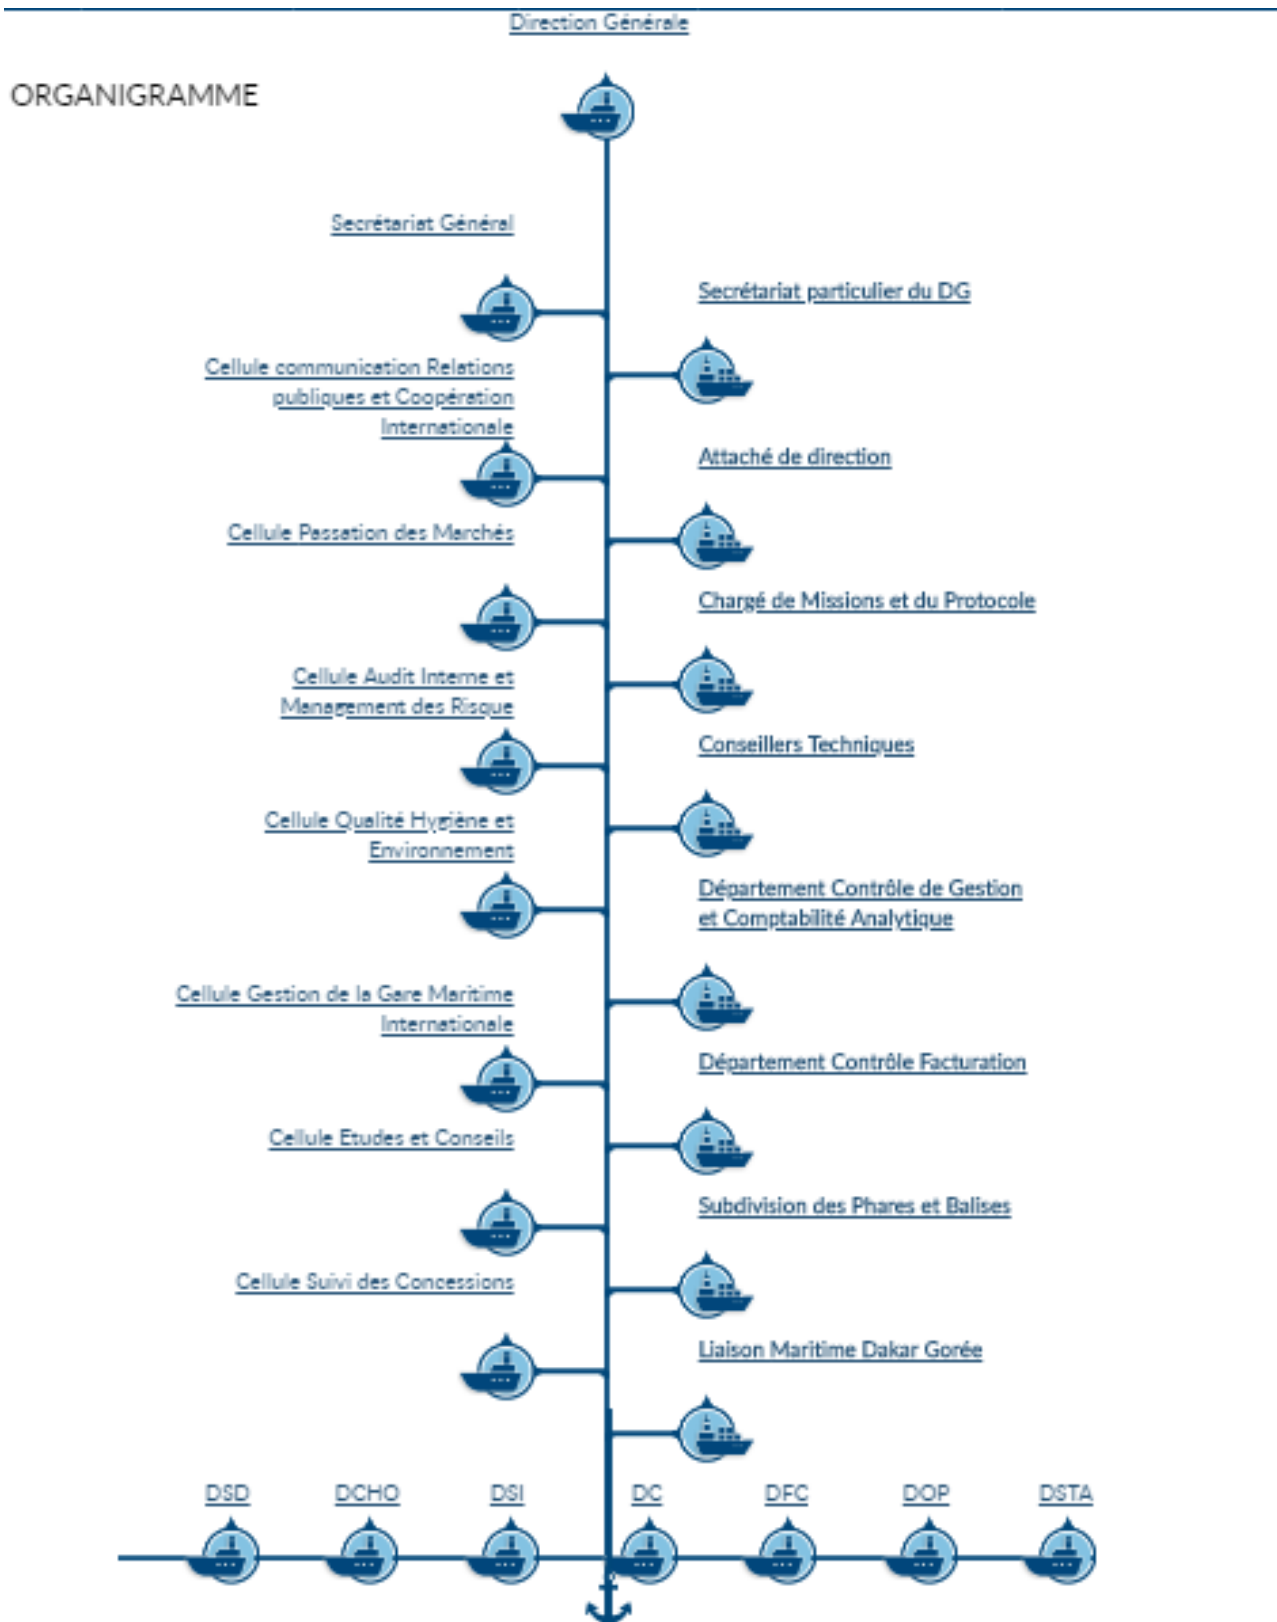 Direction Générale
ORGANIGRAMME
Secrétariat Général
Secrétariat particulier du DG
Cellule communication Relations
publiques et Coopération
Internationale
Attaché de direction
Cellule Passation des Marchés
Chargé de Missions et du Protocole
Cellule Audit Interne et
Management des Risque
Conseillers Techniques
Cellule Qualité Hygiène et
Environnement
Département Contrôle de Gestion
et Comptabilité Analytique
Cellule Gestion de la Gare Maritime
Internationale
Département Contrôle Facturation
Cellule Etudes et Conseils
Subdivision des Phares et Balises
Cellule Suivi des Concessions
Liaison Maritime Dakar Gorée
DSD DCHO DSI DC DFC DOP DSTA